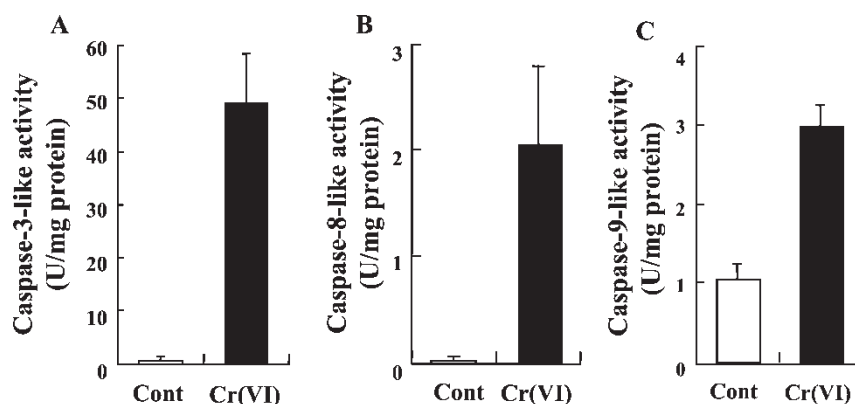 A
Caspase-3-like activity
(U/mg protein)
60
50
40
30
20
10
0
Cont Cr(VI)
B
Caspase-8-like activity
(U/mg protein)
3
2
1
0
Cont Cr(VI)
C
Caspase-9-like activity
(U/mg protein)
4
3
2
1
0
Cont Cr(VI)